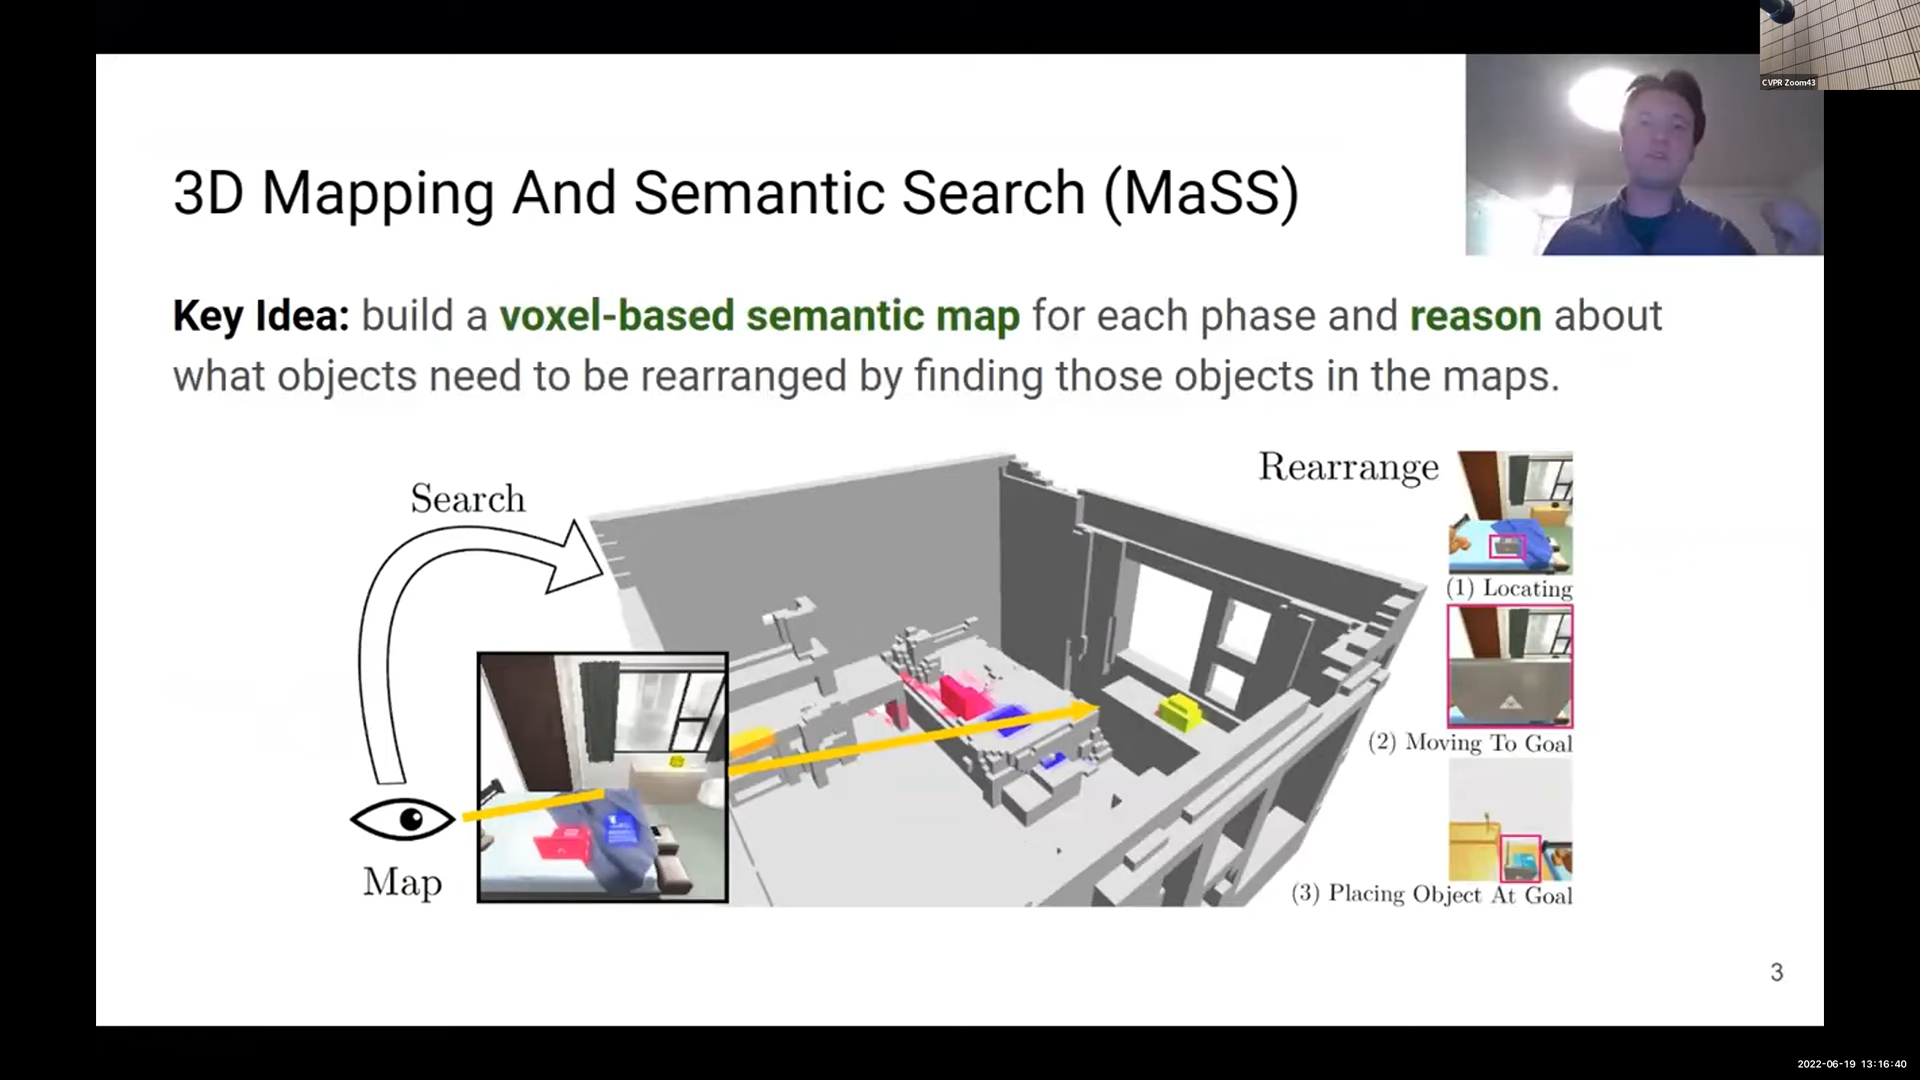 CVPR Zoom43
3D Mapping And Semantic Search (MaSS)
Key Idea: build a voxel-based semantic map for each phase and reason about
what objects need to be rearranged by finding those objects in the maps.
Search
Map
Rearrange
(1) Locating
(2) Moving To Goal
(3) Placing Object At Goal
3
2022-06-19 13:16:40